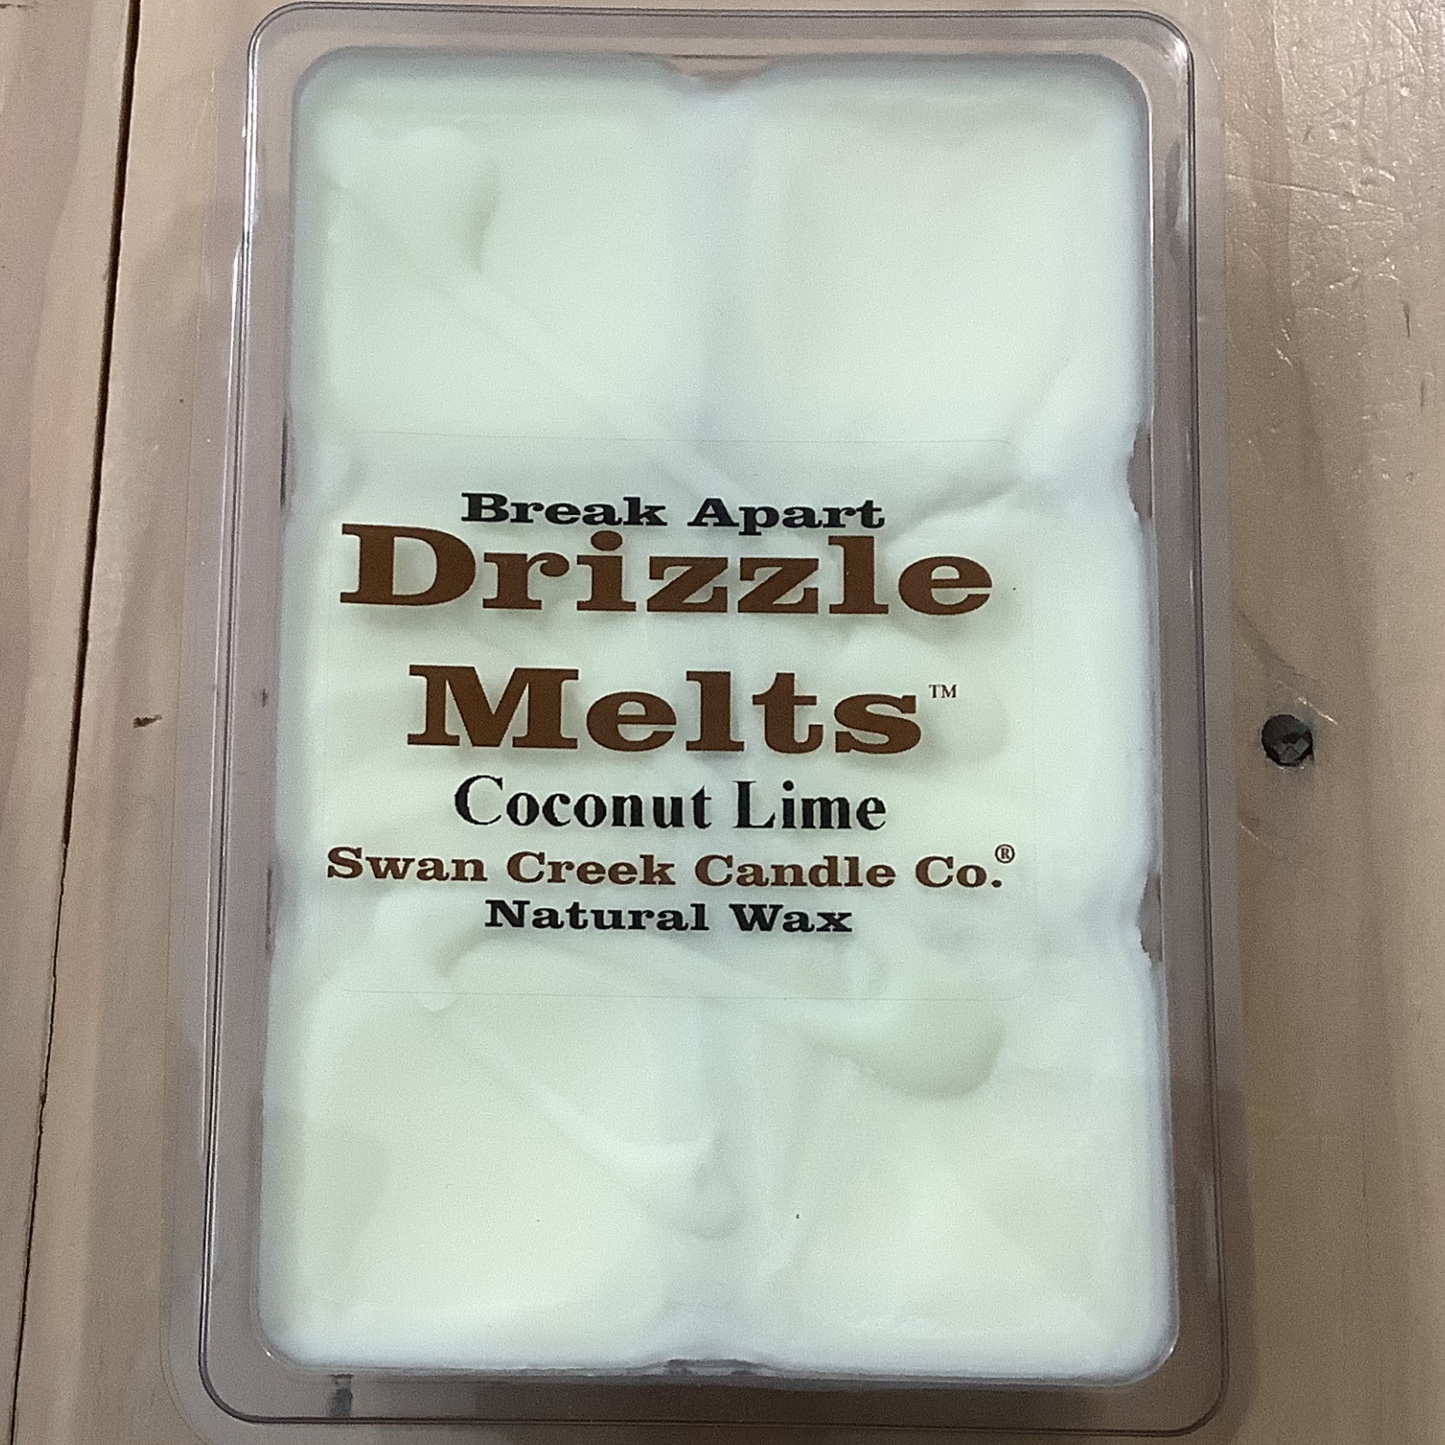 Break Apart
Drizzle
Melts™
Coconut Lime
Swan Creek Candle Co.®
Natural Wax